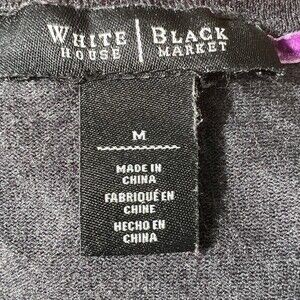 WHITE | BLACK
HOUSE | MARKET
M
MADE IN
CHINA
FABRIQUÉ EN
CHINE
HECHO EN
CHINA